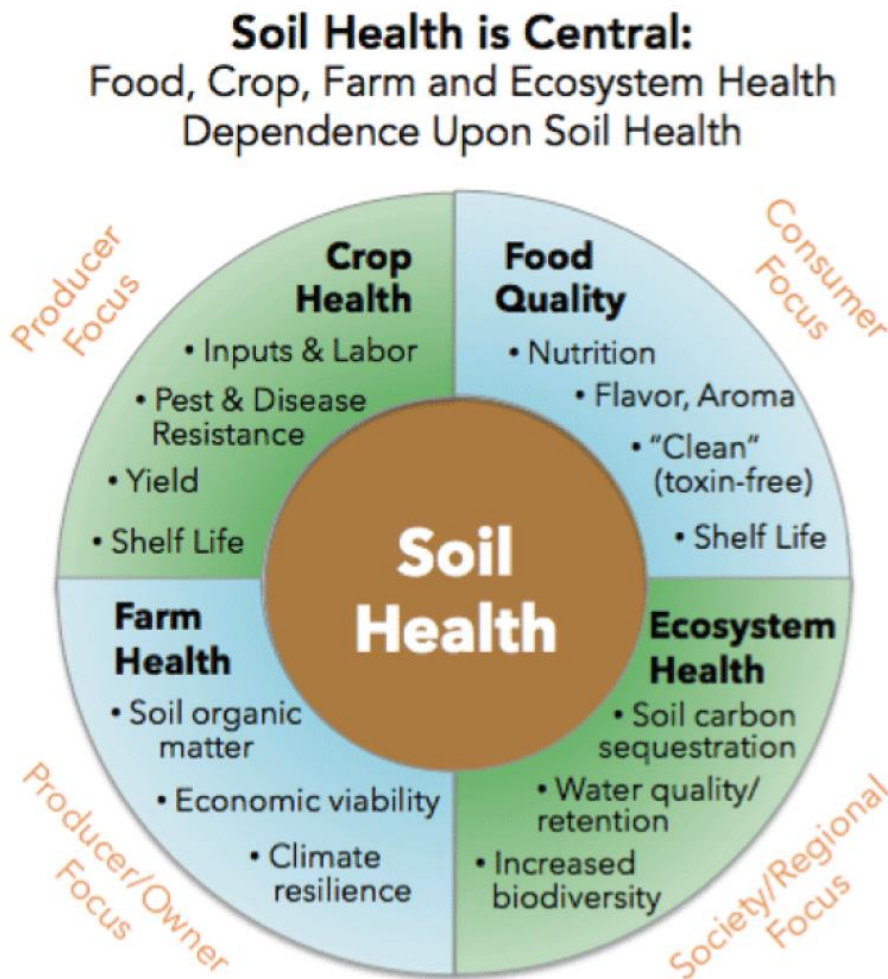 Soil Health is Central:
Food, Crop, Farm and Ecosystem Health
Dependence Upon Soil Health
Producer
Focus
Crop
Health
• Inputs & Labor
• Pest & Disease
Resistance
• Yield
• Shelf Life
Consumer
Focus
Food
Quality
• Nutrition
• Flavor, Aroma
• “Clean”
(toxin-free)
• Shelf Life
Soil
Health
Farm
Health
• Soil organic
matter
• Economic viability
• Climate
resilience
Producer/Owner
Focus
Ecosystem
Health
• Soil carbon
sequestration
• Water quality/
retention
• Increased
biodiversity
Society/Regional
Focus